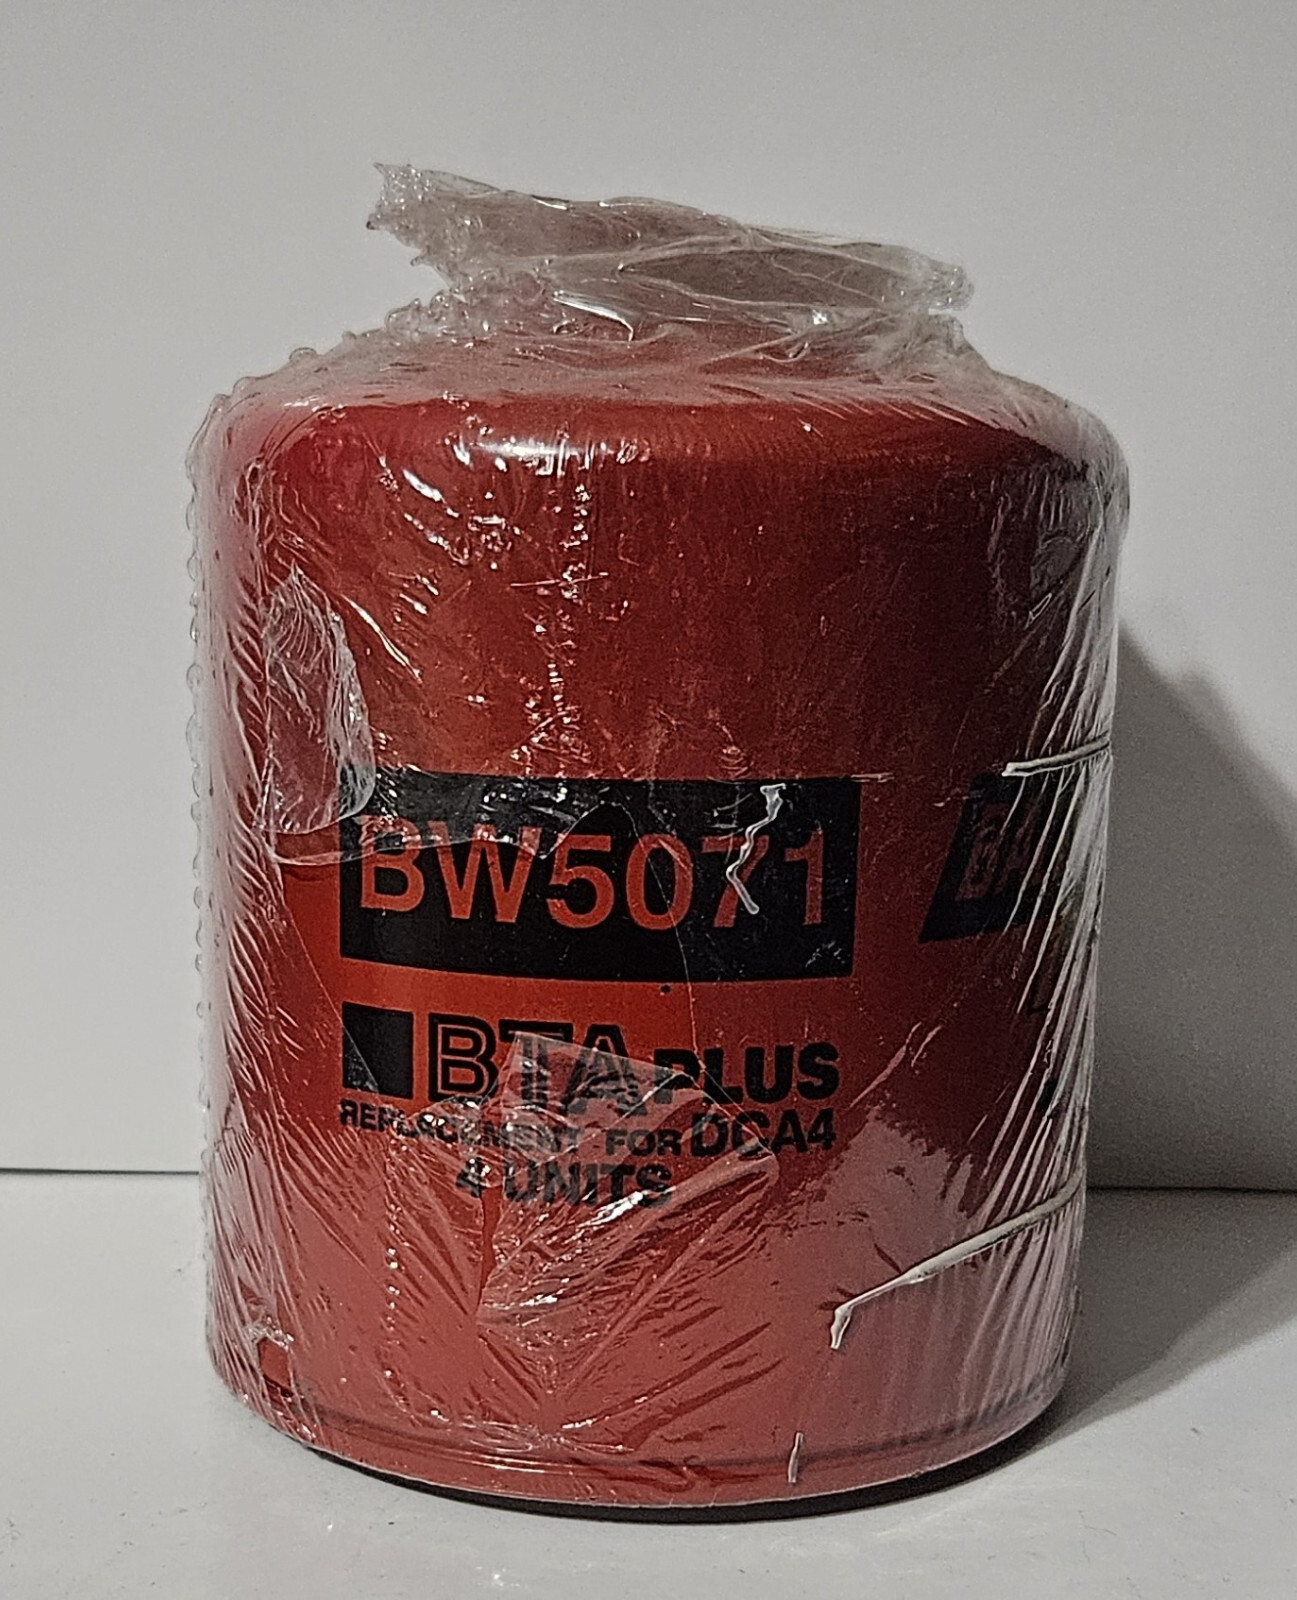 BW5071
BTA PLUS
REPLACEMENT FOR DCA4
4 UNITS